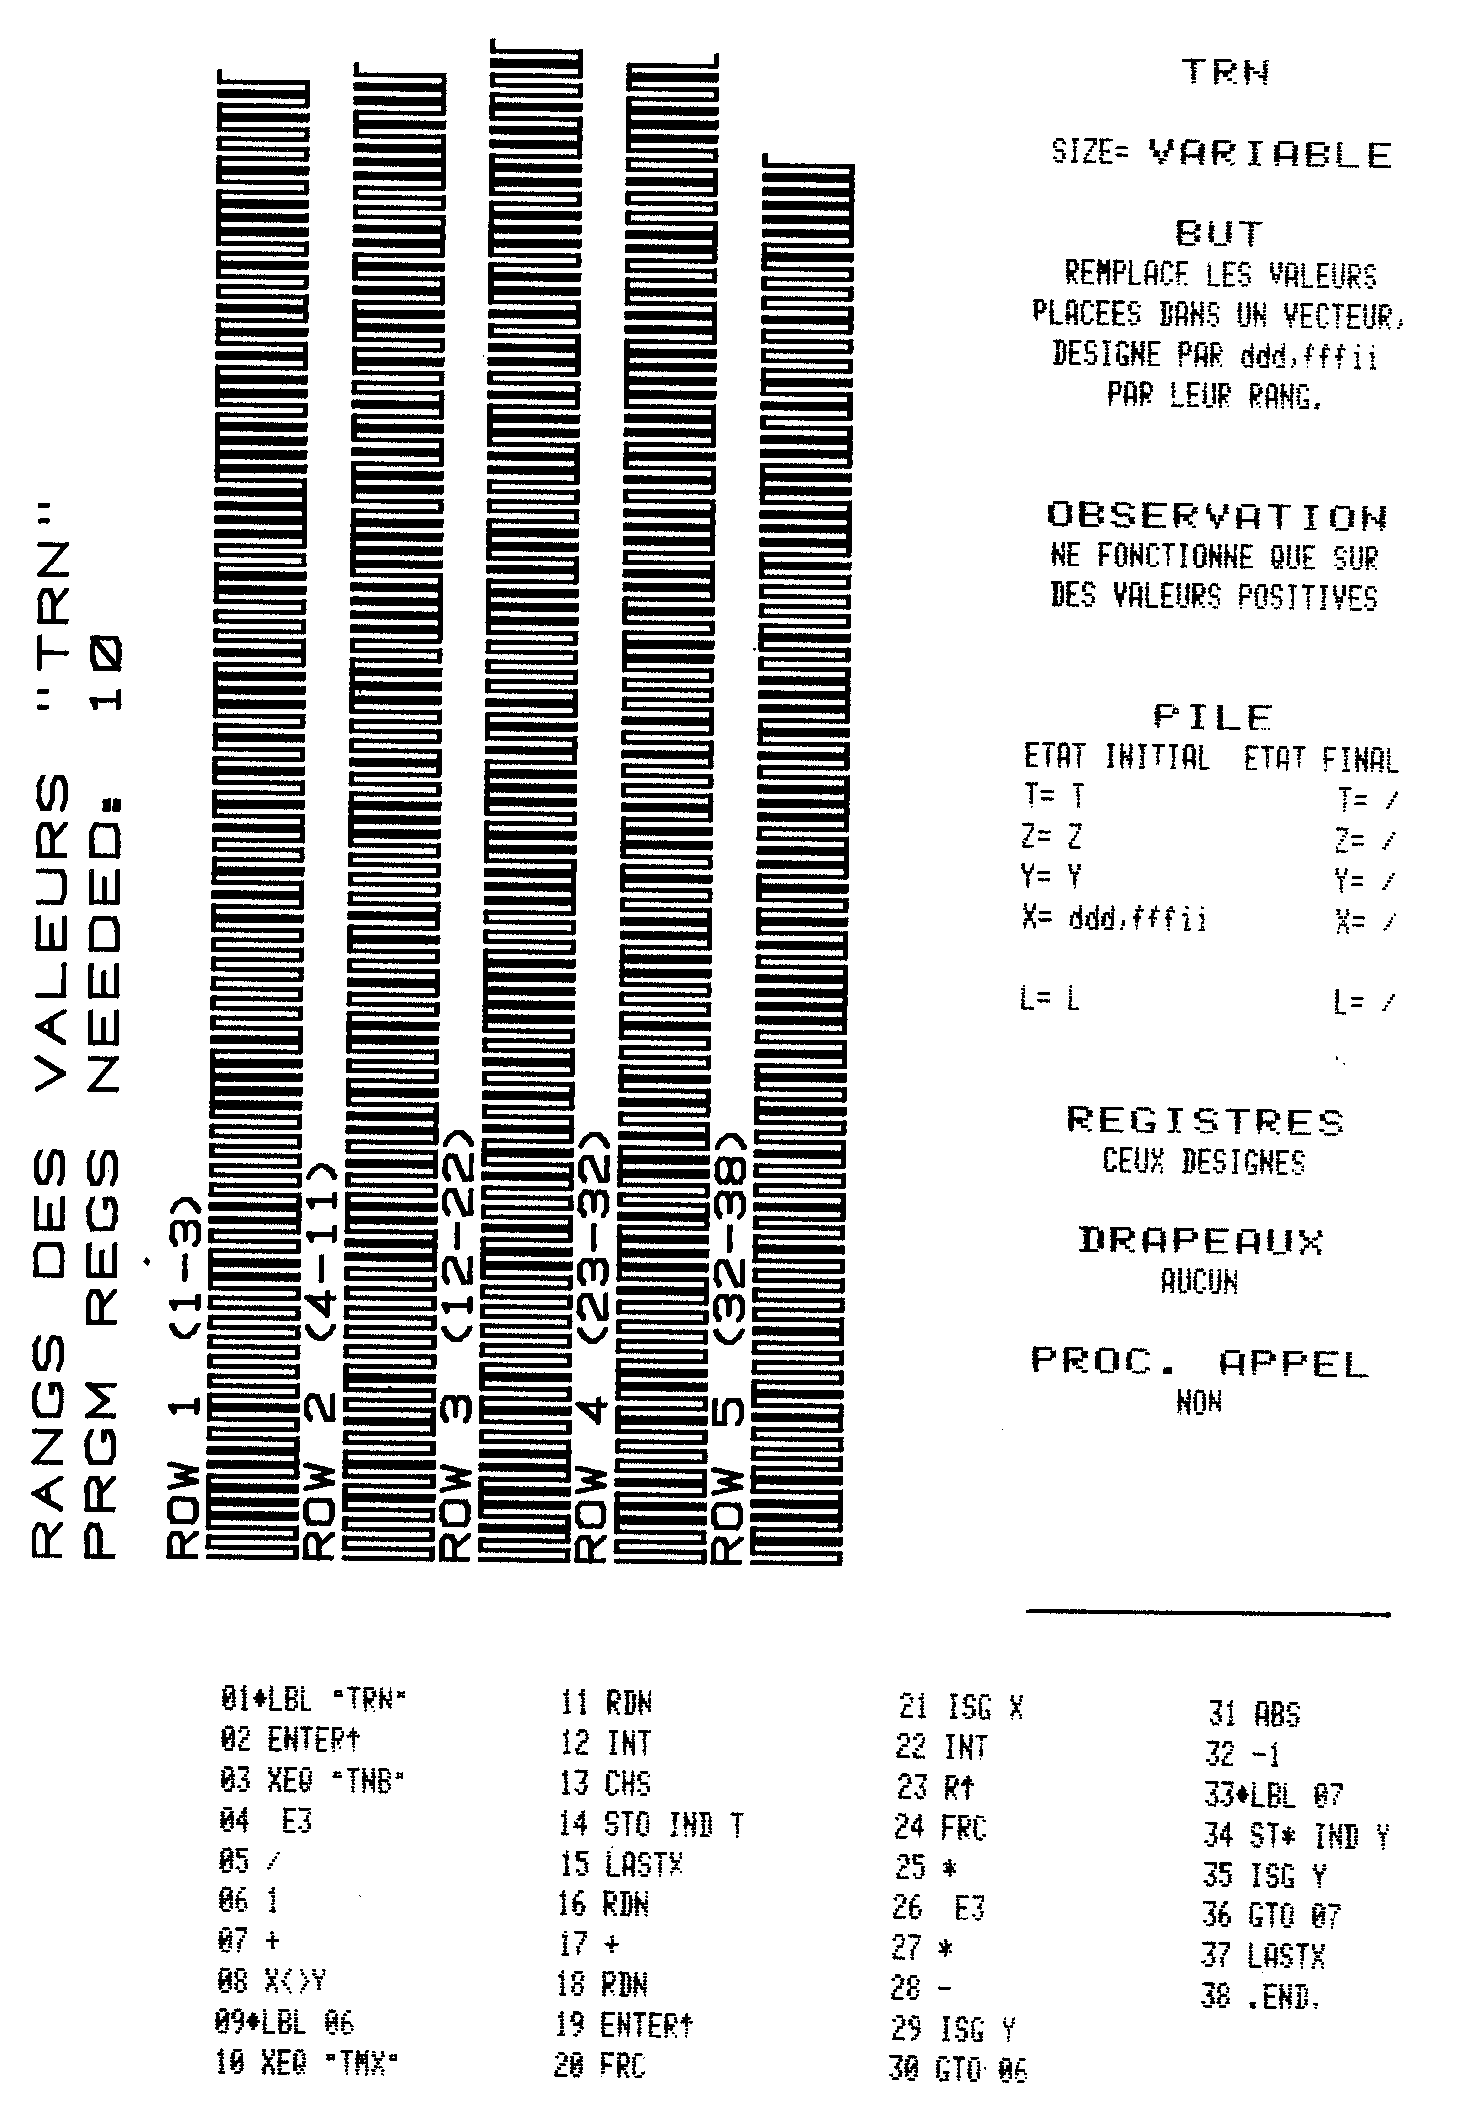 RANGS DES VALEURS "TRN"
PRGM REGS NEEDED: 10
ROW 1 (1-3)
ROW 2 (4-11)
ROW 3 (12-22)
ROW 4 (23-32)
ROW 5 (32-38)
TRN
SIZE= VARIABLE
BUT
REMPLACE LES VALEURS
PLACEES DANS UN VECTEUR,
DESIGNE PAR ddd,fffii
PAR LEUR RANG.
OBSERVATION
NE FONCTIONNE QUE SUR
DES VALEURS POSITIVES
PILE
ETAT INITIAL ETAT FINAL
T= T T= /
Z= Z Z= /
Y= Y Y= /
X= ddd,fffii X= /
L= L L= /
REGISTRES
CEUX DESIGNES
DRAPEAUX
AUCUN
PROC. APPEL
NON
01♦LBL "TRN"
02 ENTER↑
03 XEQ "TNB"
04 E3
05 /
06 1
07 +
08 X<>Y
09♦LBL 06
10 XEQ "TMX"
11 RDN
12 INT
13 CHS
14 STO IND T
15 LASTX
16 RDN
17 +
18 RDN
19 ENTER↑
20 FRC
21 ISG X
22 INT
23 R↑
24 FRC
25 *
26 E3
27 *
28 -
29 ISG Y
30 GTO 06
31 ABS
32 -1
33♦LBL 07
34 ST* IND Y
35 ISG Y
36 GTO 07
37 LASTX
38 .END.